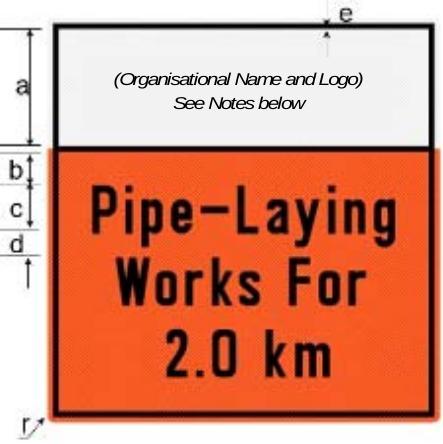 e
a
(Organisational Name and Logo)
See Notes below
b
c
d
Pipe-Laying
Works For
2.0 km
r